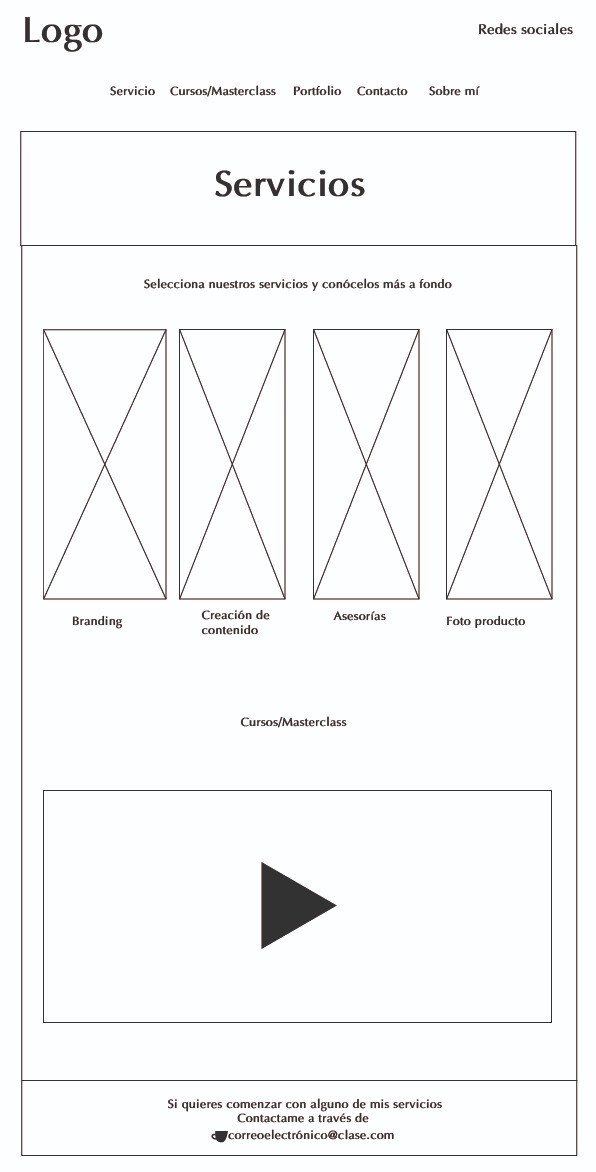 Logo
Redes sociales
Servicio Cursos/Masterclass Portfolio Contacto Sobre mí
Servicios
Selecciona nuestros servicios y conócelos más a fondo
Branding
Creación de
contenido
Asesorías
Foto producto
Cursos/Masterclass
Si quieres comenzar con alguno de mis servicios
Contactame a través de
correoelectrónico@clase.com